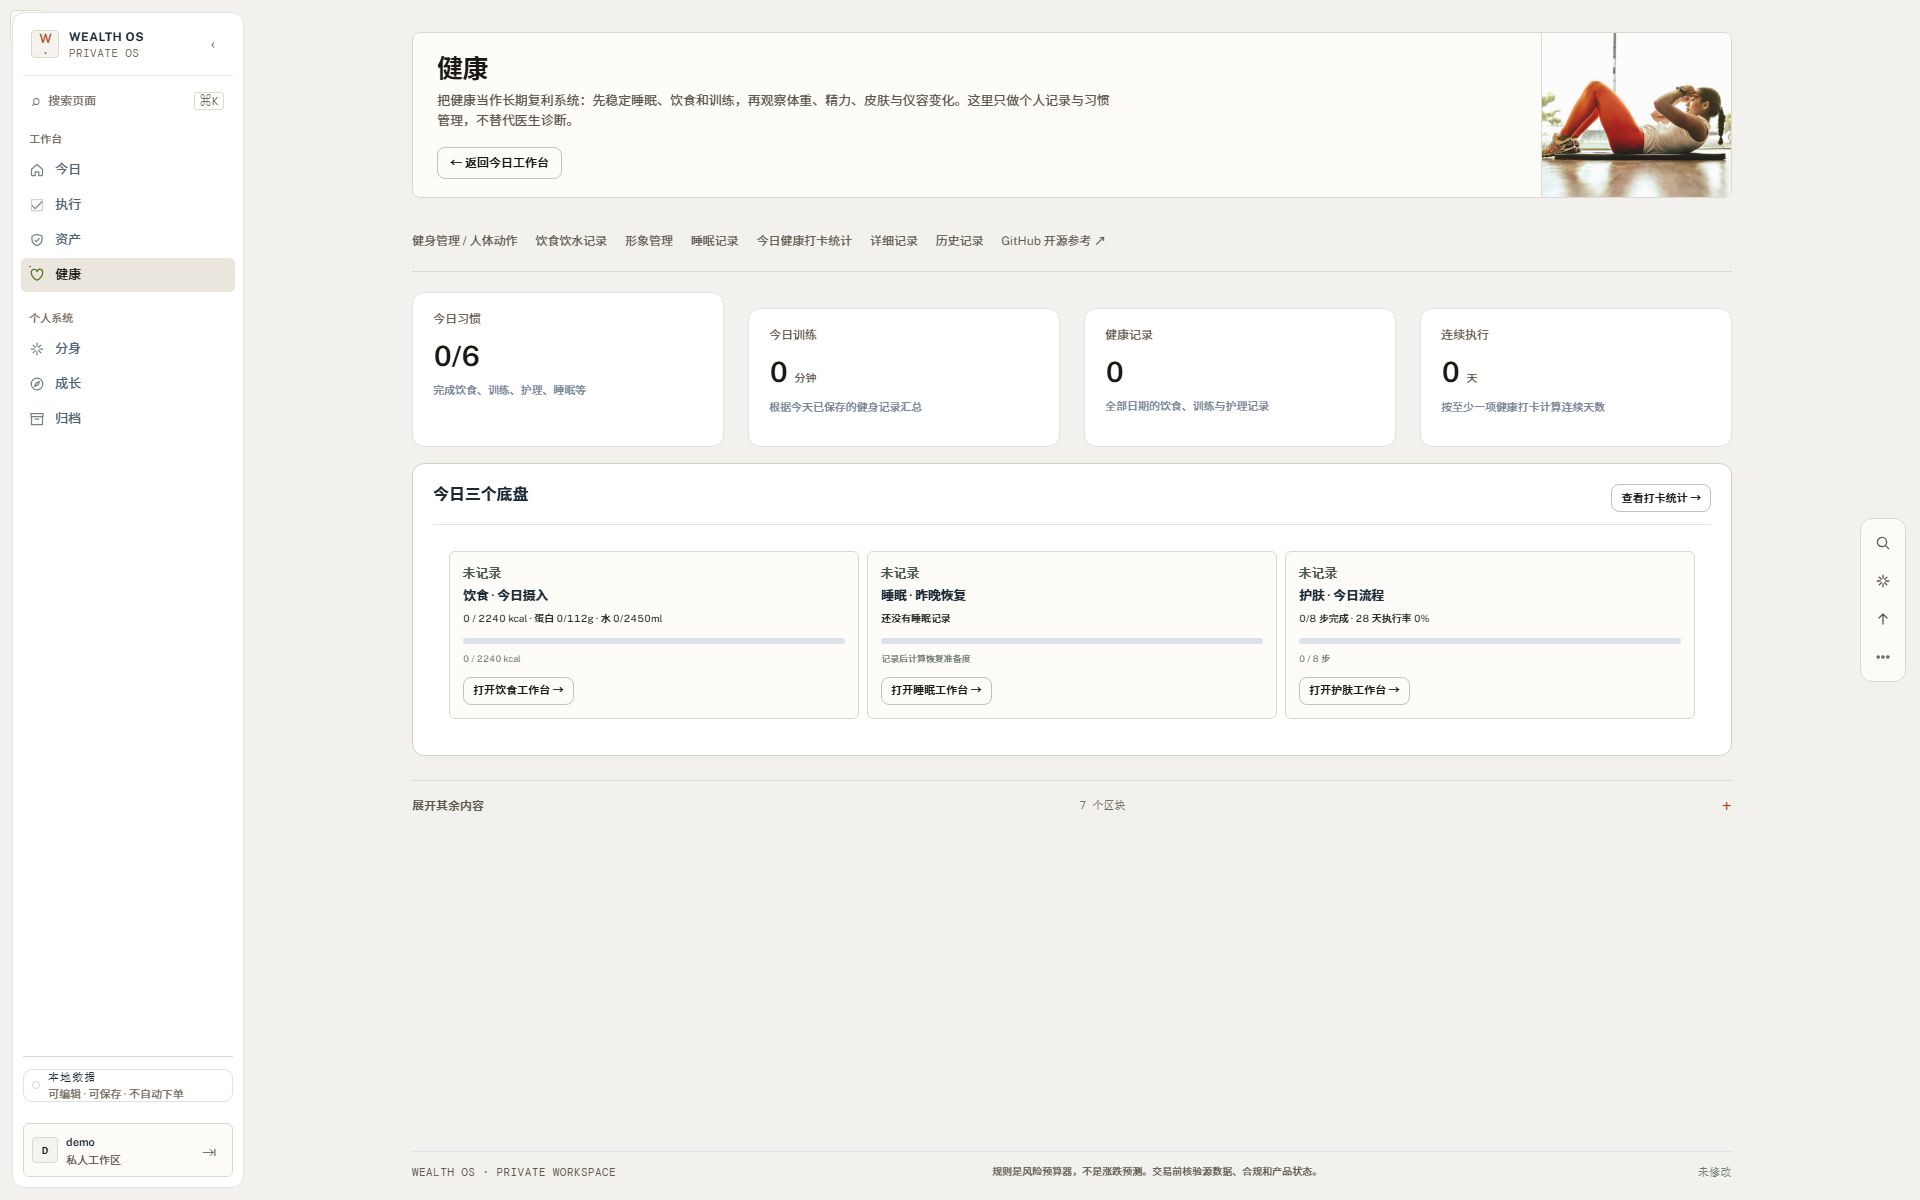 W
.
WEALTH OS
PRIVATE OS
‹
搜索页面
⌘K
工作台
今日
执行
资产
健康
个人系统
分身
成长
归档
本地数据
可编辑 · 可保存 · 不自动下单
D
demo
私人工作区
健康
把健康当作长期复利系统：先稳定睡眠、饮食和训练，再观察体重、精力、皮肤与仪容变化。这里只做个人记录与习惯
管理，不替代医生诊断。
← 返回今日工作台
健身管理 / 人体动作 饮食饮水记录 形象管理 睡眠记录 今日健康打卡统计 详细记录 历史记录 GitHub 开源参考 ↗
今日习惯
0/6
完成饮食、训练、护理、睡眠等
今日训练
0 分钟
根据今天已保存的健身记录汇总
健康记录
0
全部日期的饮食、训练与护理记录
连续执行
0 天
按至少一项健康打卡计算连续天数
今日三个底盘
查看打卡统计 →
未记录
饮食 · 今日摄入
0 / 2240 kcal · 蛋白 0/112g · 水 0/2450ml
0 / 2240 kcal
打开饮食工作台 →
未记录
睡眠 · 昨晚恢复
还没有睡眠记录
记录后计算恢复准备度
打开睡眠工作台 →
未记录
护肤 · 今日流程
0/8 步完成 · 28 天执行率 0%
0 / 8 步
打开护肤工作台 →
展开其余内容
7 个区块
+
WEALTH OS · PRIVATE WORKSPACE
规则是风险预算器，不是涨跌预测。交易前核验源数据、合规和产品状态。
未修改